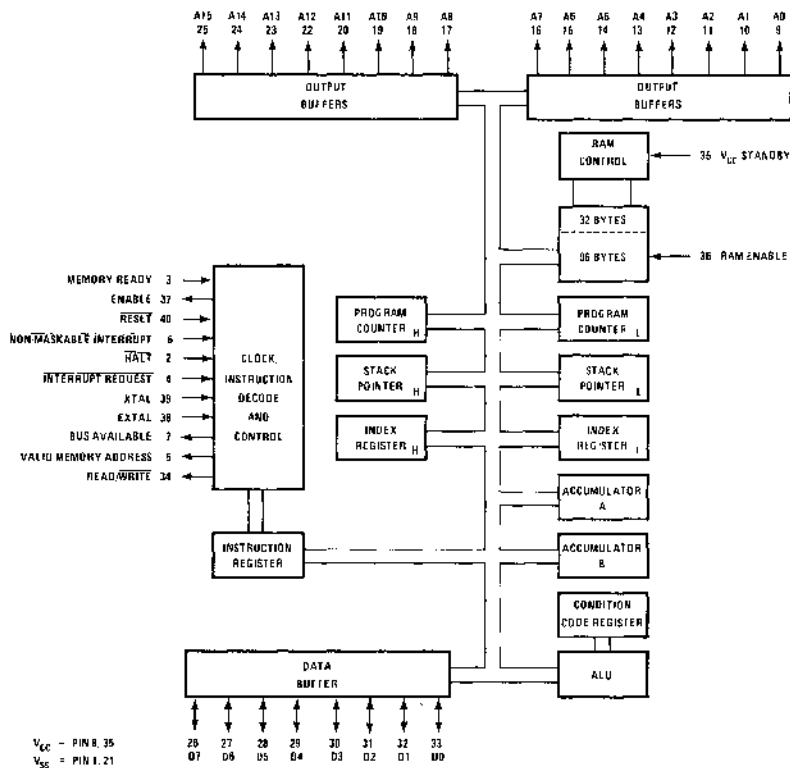 A15 A14 A13 A12 A11 A10 A9 A8 A7 A6 A5 A4 A3 A2 A1 A0
25 24 23 22 20 19 18 17 16 15 14 13 12 11 10 9
OUTPUT
BUFFERS
OUTPUT
BUFFERS
RAM
CONTROL
35 VCC STANDBY
32 BYTES
96 BYTES
36 RAM ENABLE
MEMORY READY 3
ENABLE 37
RESET 40
NON-MASKABLE INTERRUPT 6
HALT 2
INTERRUPT REQUEST 4
XTAL 39
EXTAL 38
BUS AVAILABLE 7
VALID MEMORY ADDRESS 5
READ/WRITE 34
CLOCK,
INSTRUCTION
DECODE
AND
CONTROL
PROGRAM
COUNTER H
PROGRAM
COUNTER L
STACK
POINTER H
STACK
POINTER L
INDEX
REGISTER H
INDEX
REGISTER L
ACCUMULATOR
A
INSTRUCTION
REGISTER
ACCUMULATOR
B
CONDITION
CODE REGISTER
DATA
BUFFER
ALU
26 27 28 29 30 31 32 33
D7 D6 D5 D4 D3 D2 D1 D0
VCC = PIN 8, 35
VSS = PIN 1, 21